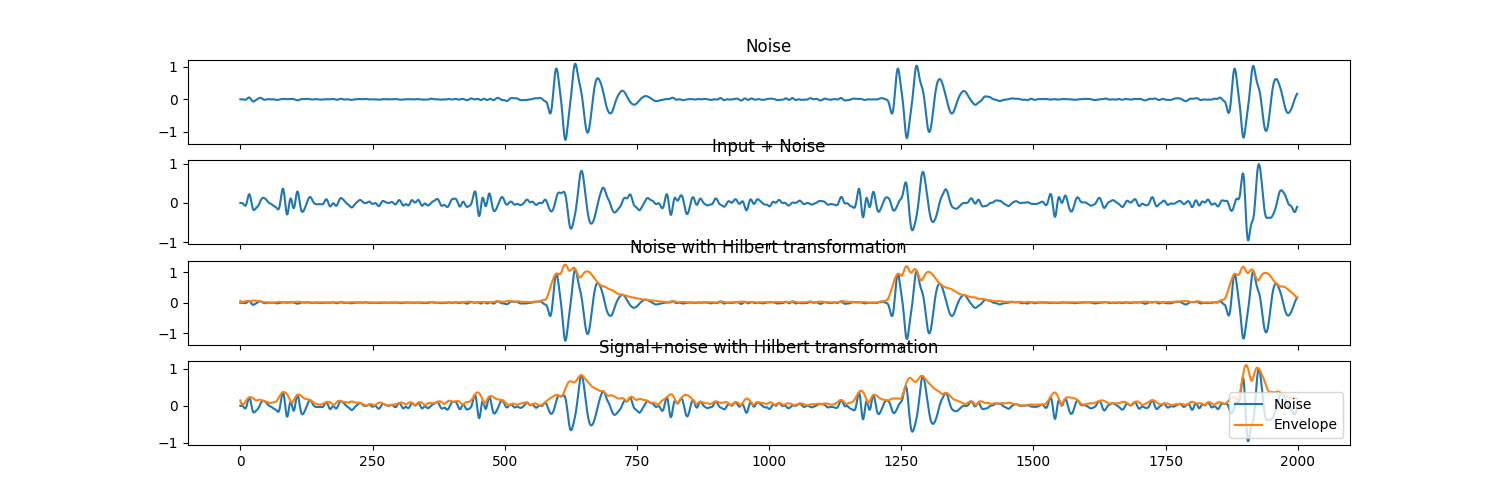 Noise
1
0
−1
Input + Noise
1
0
−1
Noise with Hilbert transformation
1
0
−1
Signal+noise with Hilbert transformation
1
0
−1
Noise
Envelope
0 250 500 750 1000 1250 1500 1750 2000